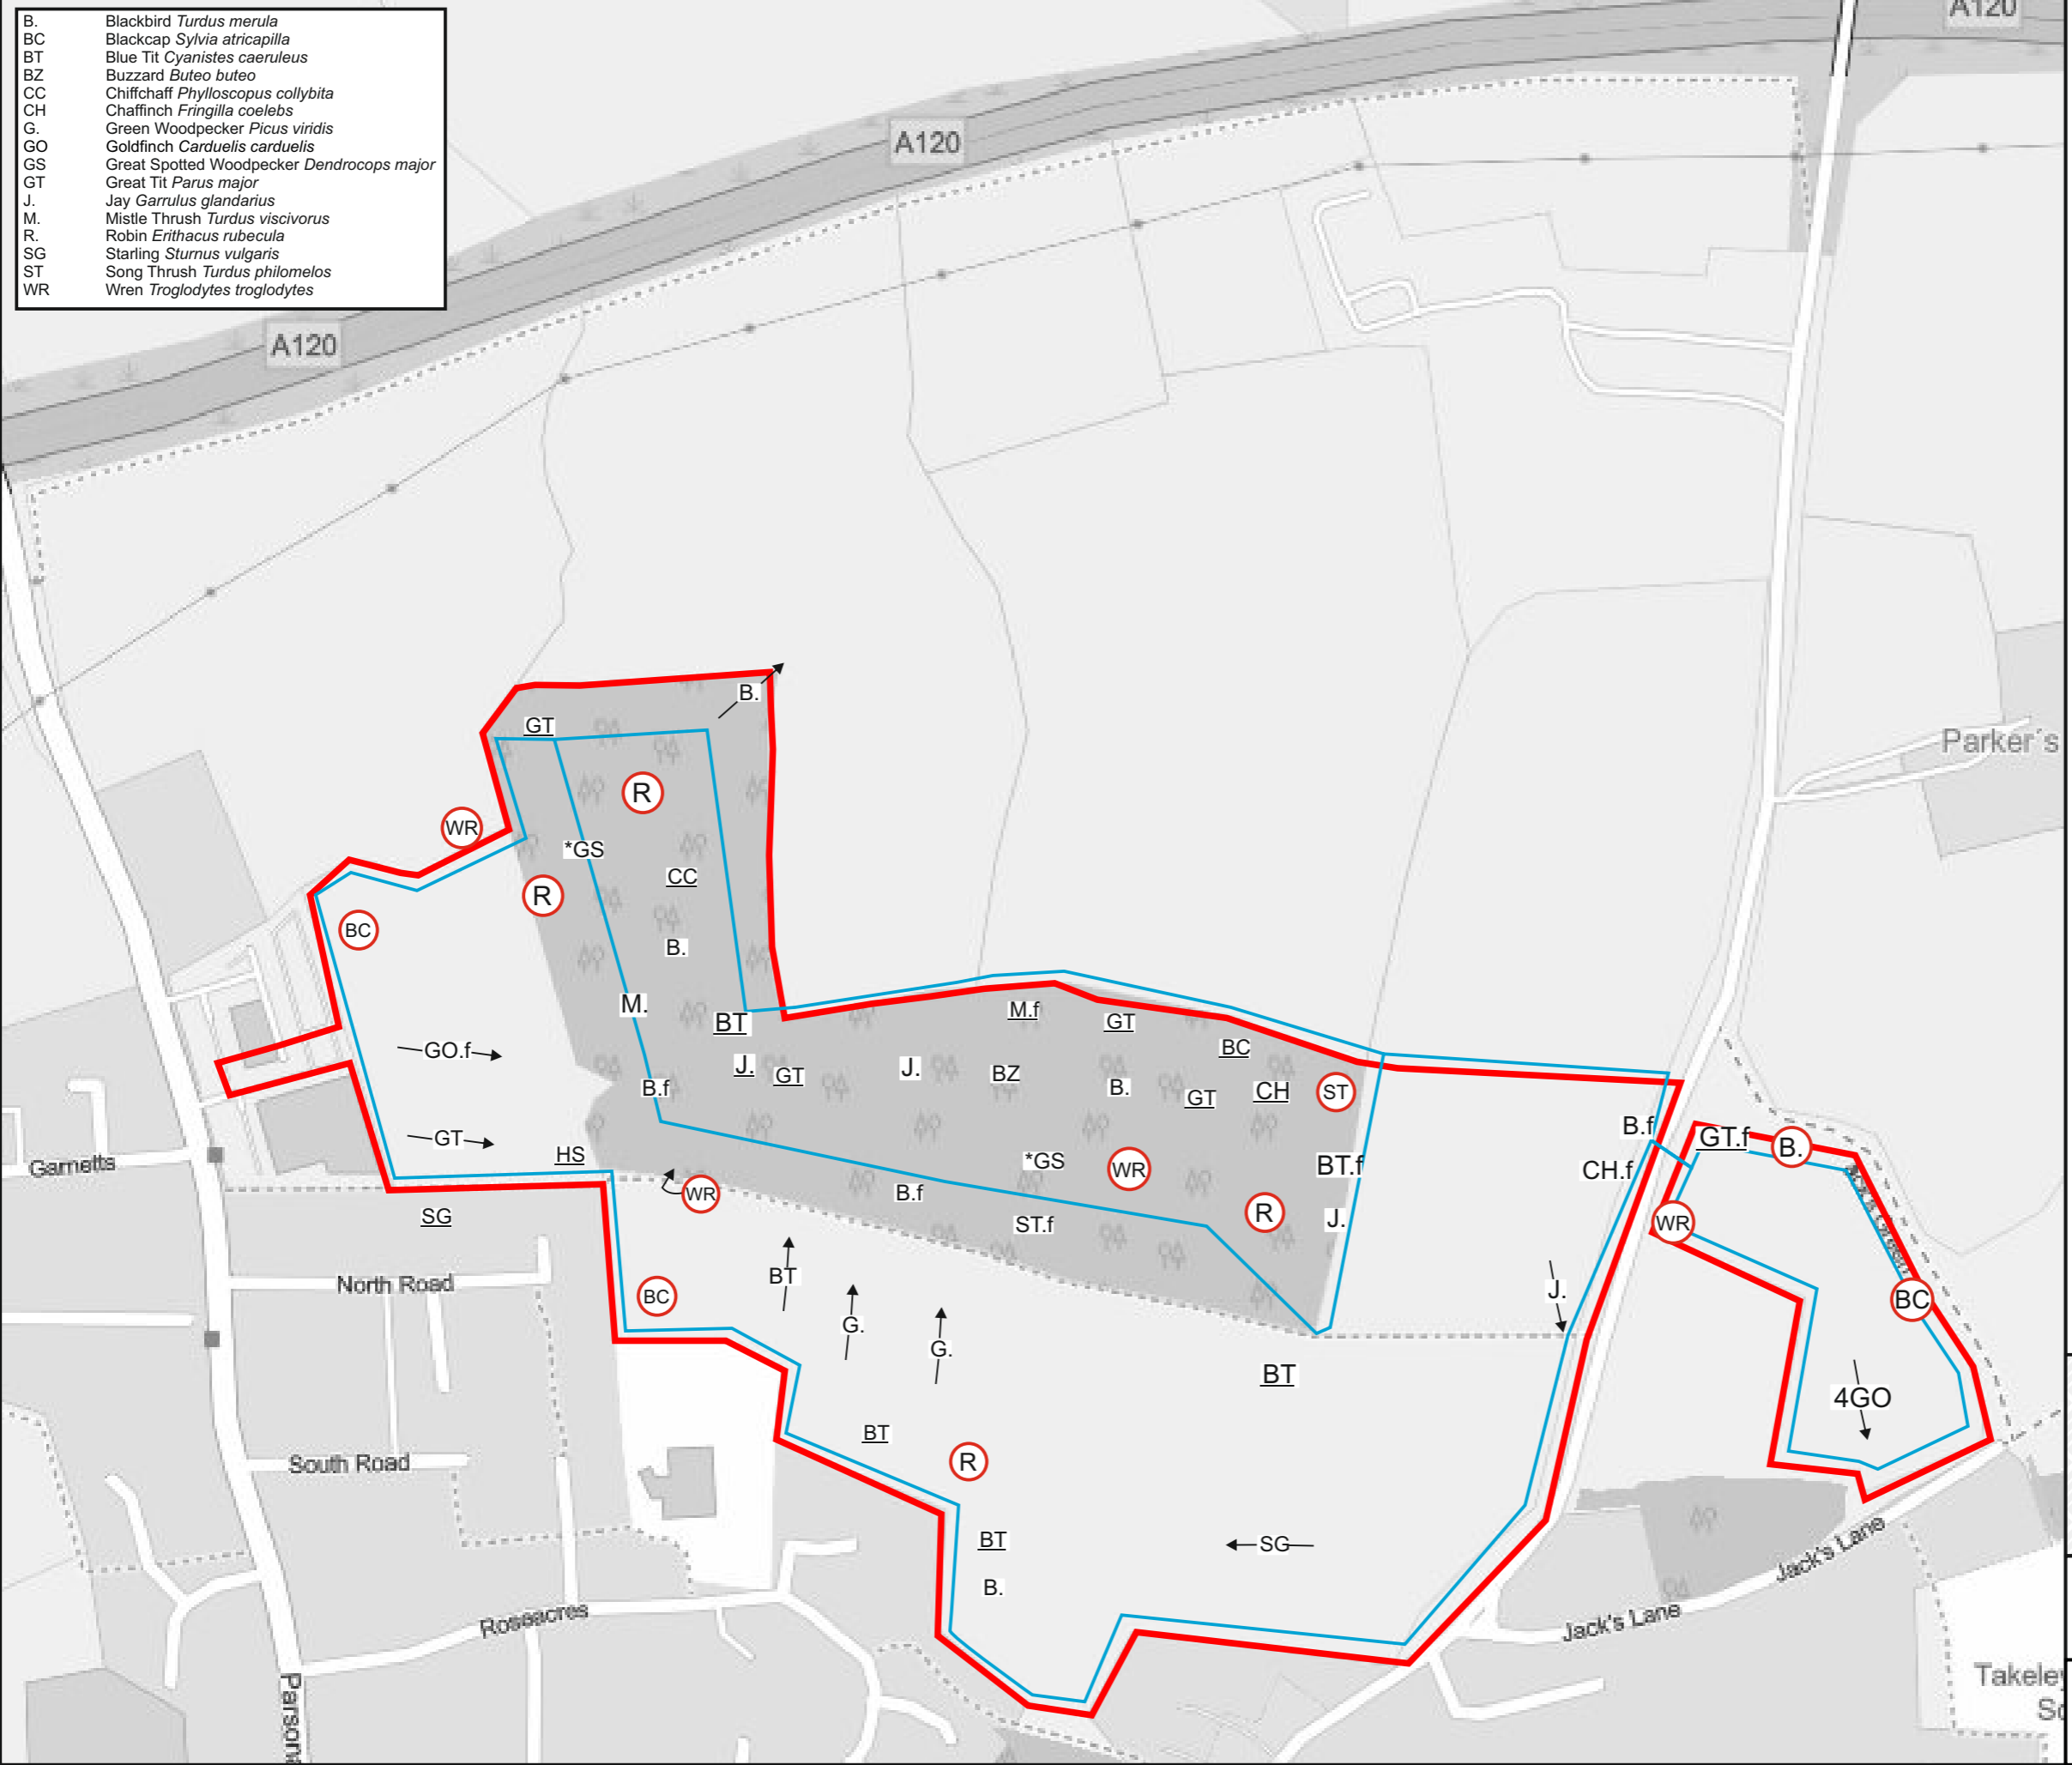 B. Blackbird Turdus merula
BC Blackcap Sylvia atricapilla
BT Blue Tit Cyanistes caeruleus
BZ Buzzard Buteo buteo
CC Chiffchaff Phylloscopus collybita
CH Chaffinch Fringilla coelebs
G. Green Woodpecker Picus viridis
GO Goldfinch Carduelis carduelis
GS Great Spotted Woodpecker Dendrocops major
GT Great Tit Parus major
J. Jay Garrulus glandarius
M. Mistle Thrush Turdus viscivorus
R. Robin Erithacus rubecula
SG Starling Sturnus vulgaris
ST Song Thrush Turdus philomelos
WR Wren Troglodytes troglodytes
A120
A120
A120
B.
GT
Parker's
R
WR
*GS
CC
R
BC
B.
M.
M.f
BT
GT
GO.f
BC
J.
GT
J.
BZ
B.
B.f
GT
CH
ST
B.f
GT.f
B.
GT
HS
*GS
WR
BT.f
CH.f
Garnetts
WR
B.f
R
SG
ST.f
J.
WR
BT
North Road
BC
J.
BC
G.
G.
BT
4GO
BT
South Road
R
BT
SG
Jack's Lane
B.
Roseacres
Jack's Lane
Parsona
Takeley
Sc